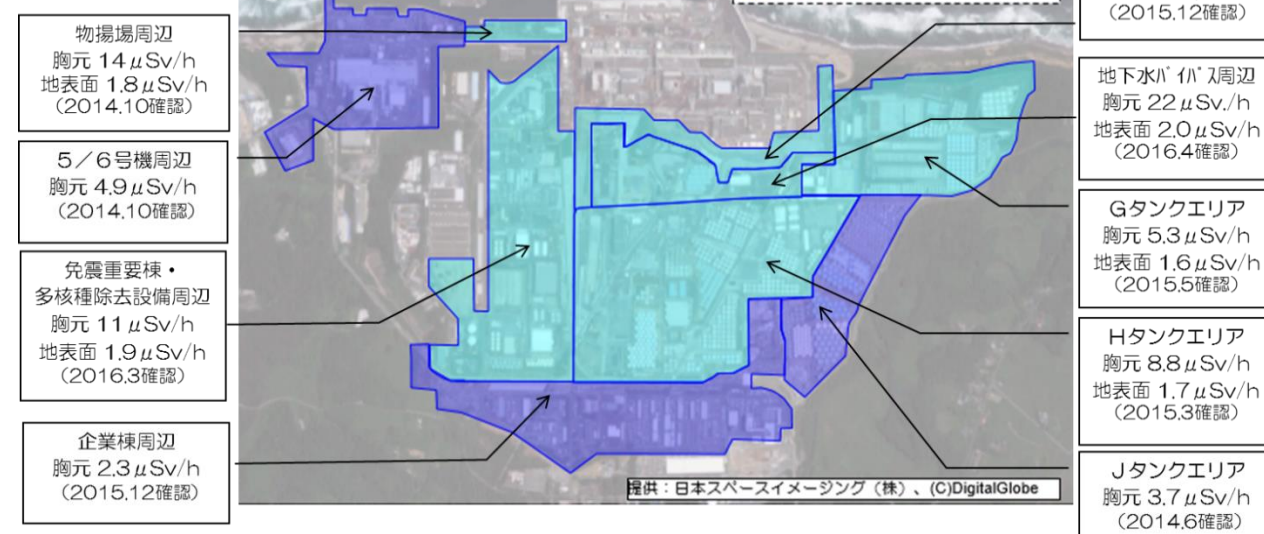 (2015.12確認)
物揚場周辺
胸元 14μSv/h
地表面 1.8μSv/h
(2014.10確認)
5/6号機周辺
胸元 4.9μSv/h
(2014.10確認)
免震重要棟・
多核種除去設備周辺
胸元 11μSv/h
地表面 1.9μSv/h
(2016.3確認)
企業棟周辺
胸元 2.3μSv/h
(2015.12確認)
地下水バイパス周辺
胸元 22μSv./h
地表面 2.0μSv/h
(2016.4確認)
Gタンクエリア
胸元 5.3μSv/h
地表面 1.6μSv/h
(2015.5確認)
Hタンクエリア
胸元 8.8μSv/h
地表面 1.7μSv/h
(2015.3確認)
Jタンクエリア
胸元 3.7μSv/h
(2014.6確認)
提供:日本スペースイメージング(株)、(C)DigitalGlobe